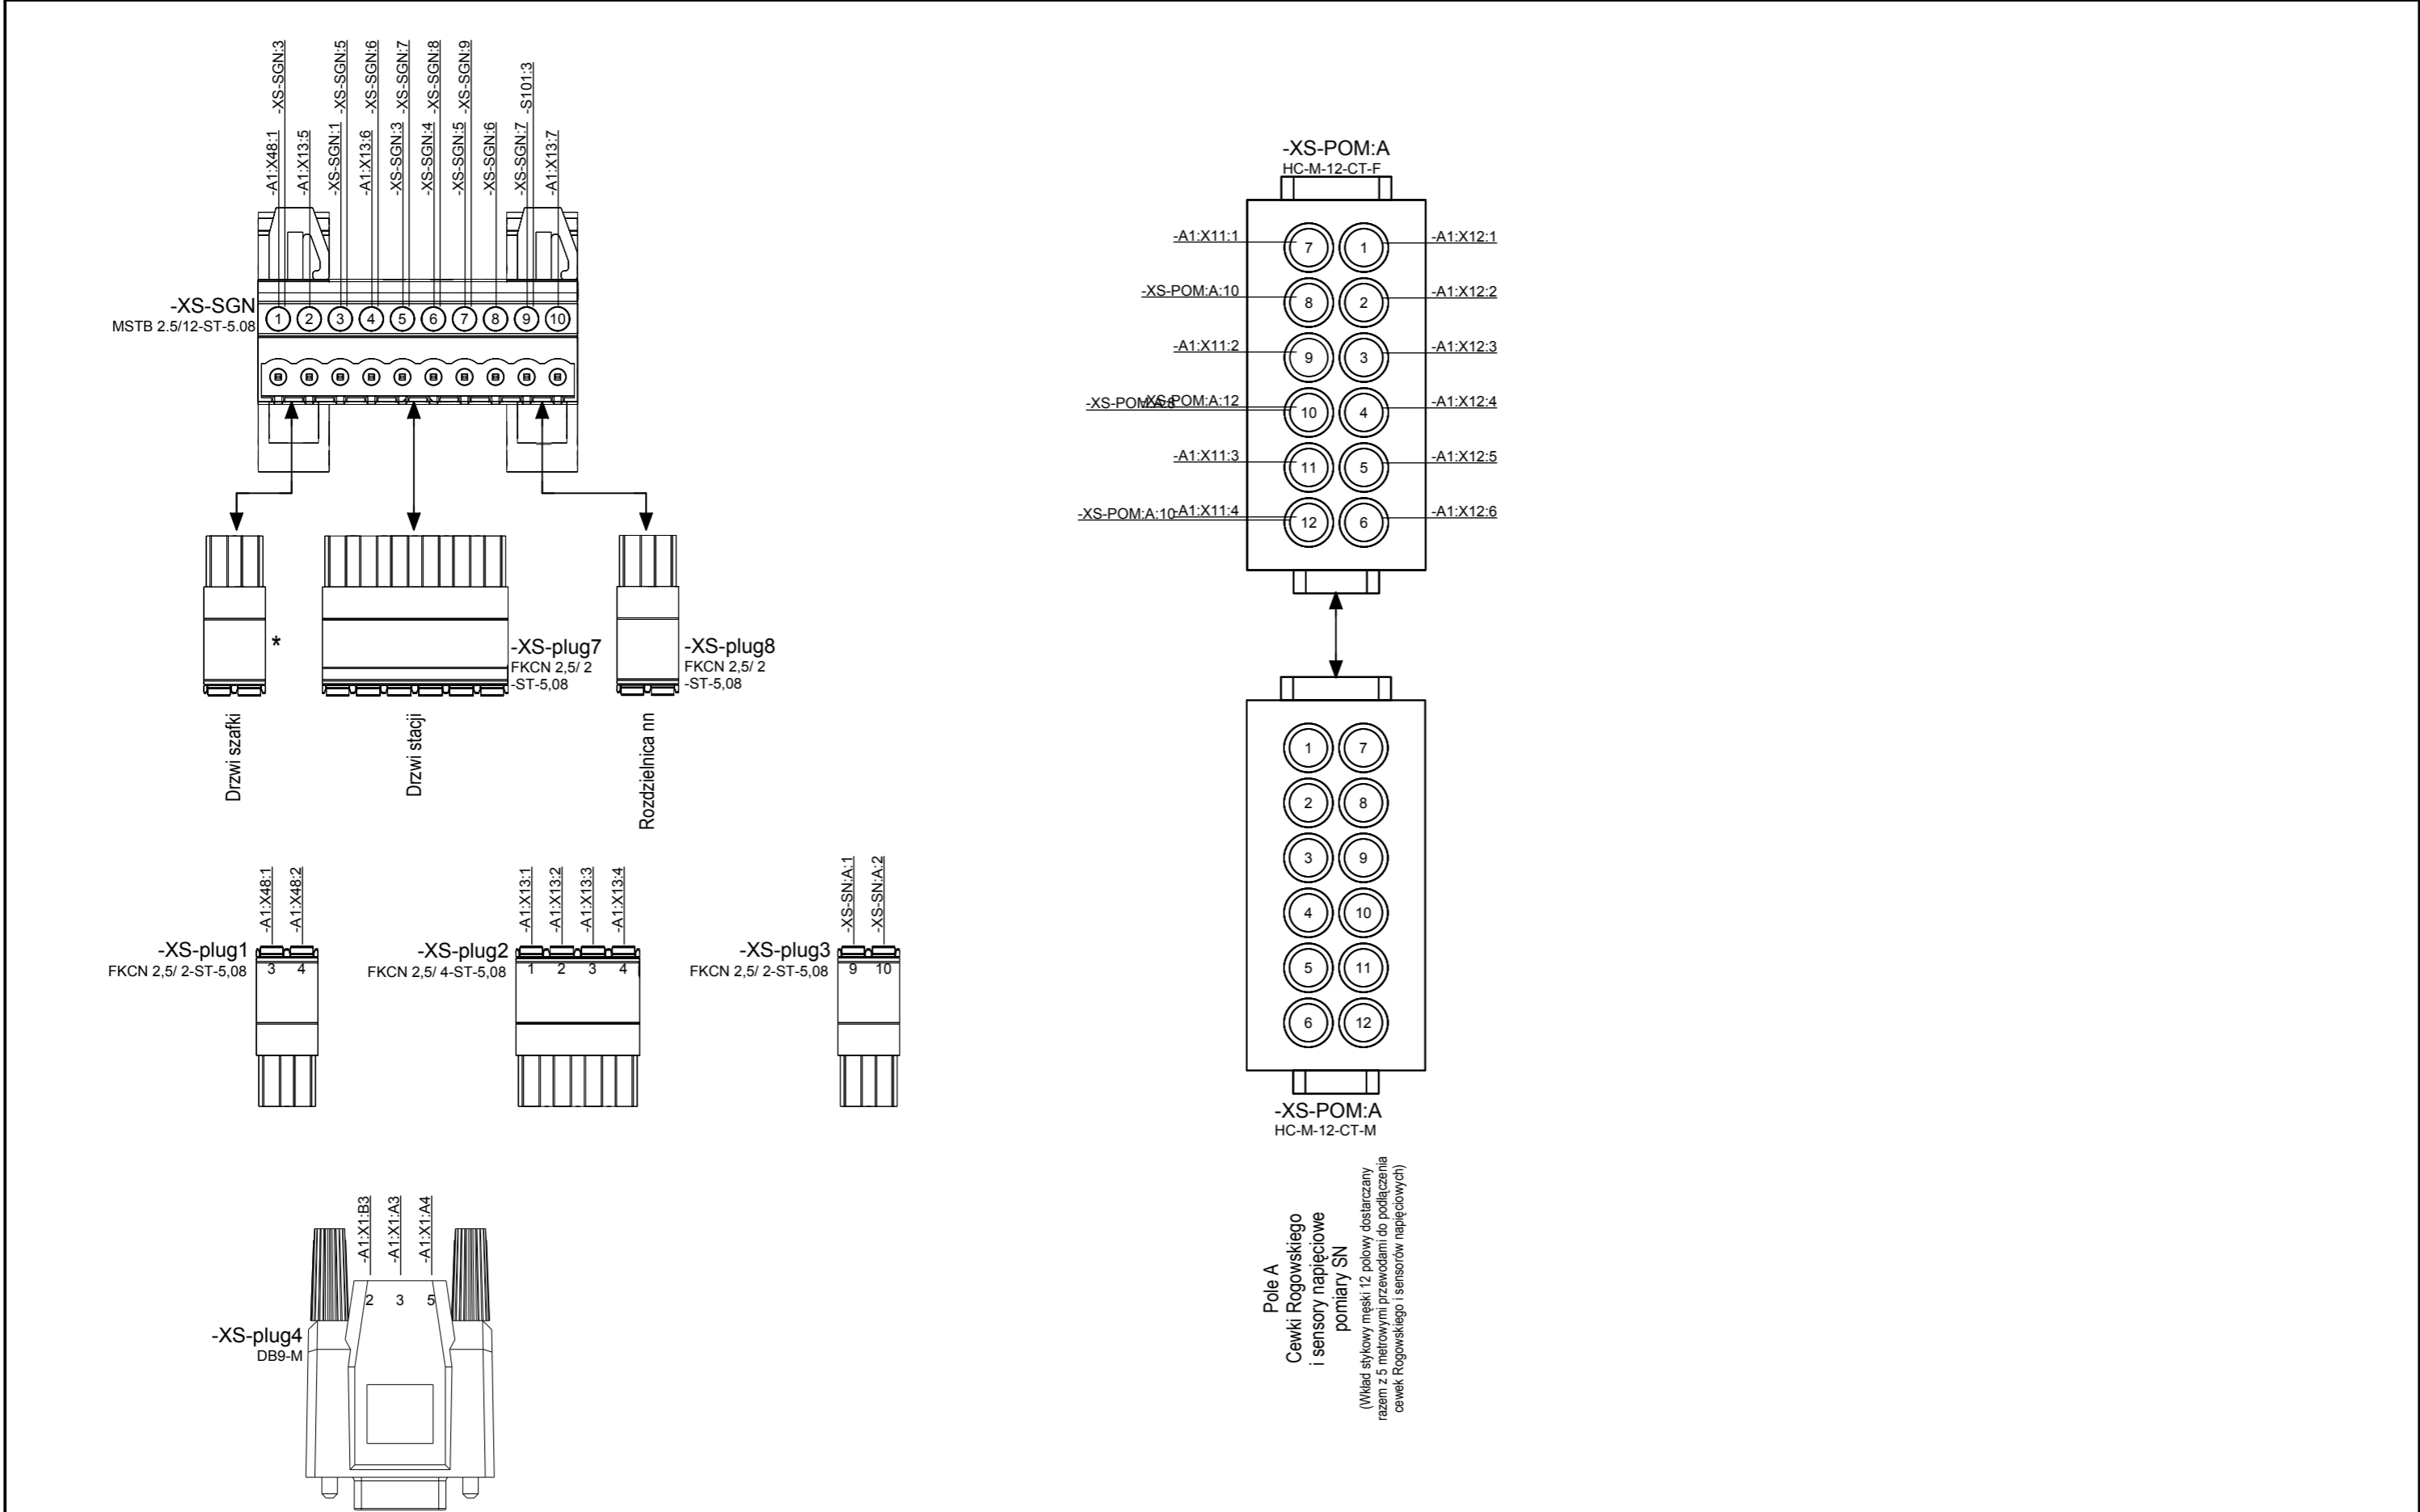 -A1:X48:1
-XS-SGN:3
-A1:X13:5
-XS-SGN:1
-XS-SGN:5
-A1:X13:6
-XS-SGN:6
-XS-SGN:3
-XS-SGN:7
-XS-SGN:4
-XS-SGN:8
-XS-SGN:5
-XS-SGN:9
-XS-SGN:6
-XS-SGN:7
-S101:3
-A1:X13:7
-XS-SGN
MSTB 2.5/12-ST-5.08
1 2 3 4 5 6 7 8 9 10
*
-XS-plug7
FKCN 2,5/ 2
-ST-5,08
-XS-plug8
FKCN 2,5/ 2
-ST-5,08
Drzwi szafki
Drzwi stacji
Rozdzielnica nn
-A1:X48:1
-A1:X48:2
-XS-plug1
FKCN 2,5/ 2-ST-5,08
3 4
-A1:X13:1
-A1:X13:2
-A1:X13:3
-A1:X13:4
-XS-plug2
FKCN 2,5/ 4-ST-5,08
1 2 3 4
-XS-SN:A:1
-XS-SN:A:2
-XS-plug3
FKCN 2,5/ 2-ST-5,08
9 10
-A1:X1:B3
-A1:X1:A3
-A1:X1:A4
2 3 5
-XS-plug4
DB9-M
-XS-POM:A
HC-M-12-CT-F
-A1:X11:1 7 1 -A1:X12:1
-XS-POM:A:10 8 2 -A1:X12:2
-A1:X11:2 9 3 -A1:X12:3
-XS-POM:A:8 -XS-POM:A:12 10 4 -A1:X12:4
-A1:X11:3 11 5 -A1:X12:5
-XS-POM:A:10 -A1:X11:4 12 6 -A1:X12:6
1 7
2 8
3 9
4 10
5 11
6 12
-XS-POM:A
HC-M-12-CT-M
Pole A
Cewki Rogowskiego
i sensory napięciowe
pomiary SN
(Wkład stykowy męski 12 polowy dostarczany
razem z 5 metrowymi przewodami do podłączenia
cewek Rogowskiego i sensorów napięciowych)